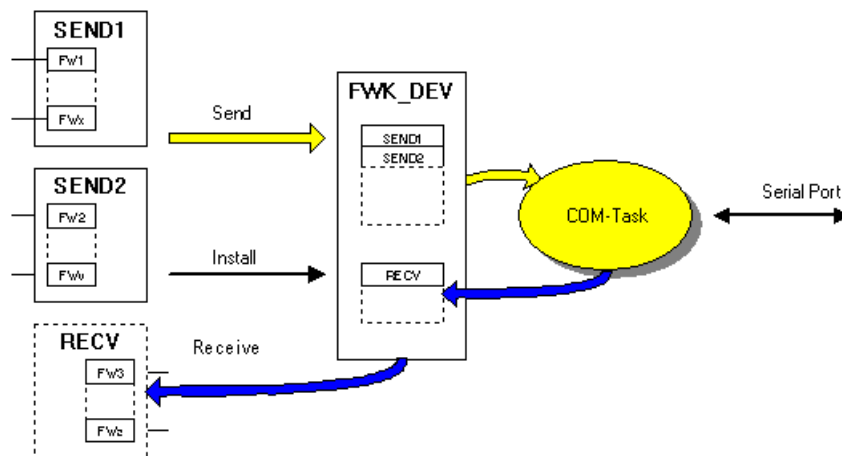 SEND1
FW1
FWx
Send
FWK_DEV
SEND1
SEND2
SEND2
FW2
FWv
Install
COM-Task
Serial Port
RECV
RECV
Receive
FW3
FWz